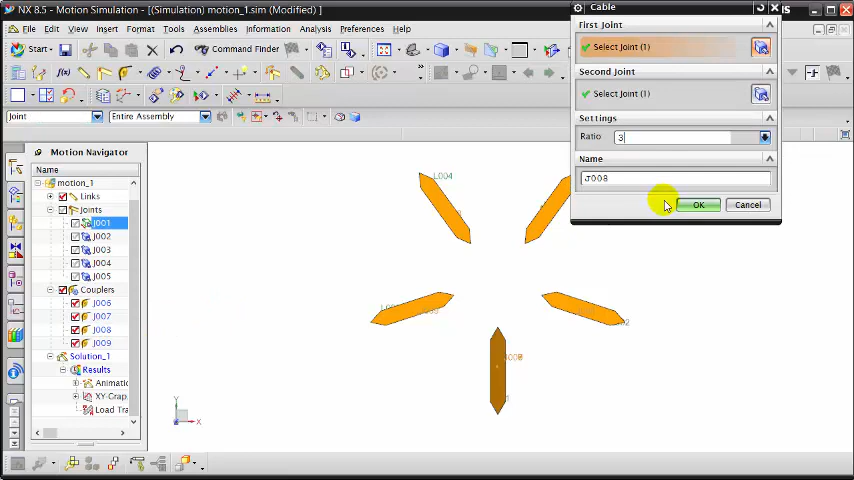 NX 8.5 - Motion Simulation - [(Simulation) motion_1.sim (Modified) ]
Cable
IS
File Edit View Insert Format Tools Assemblies Information Analysis Preferences
Start
Command Finder
Joint
Entire Assembly
Motion Navigator
Name
motion_1
Links
Joints
J001
J002
J003
J004
J005
Couplers
J006
J007
J008
J009
Solution_1
Results
Animatio
XY-Grap
Load Tra
First Joint
Select Joint (1)
Second Joint
Select Joint (1)
Settings
Ratio 3
Name
J008
OK Cancel
L004
Y
X